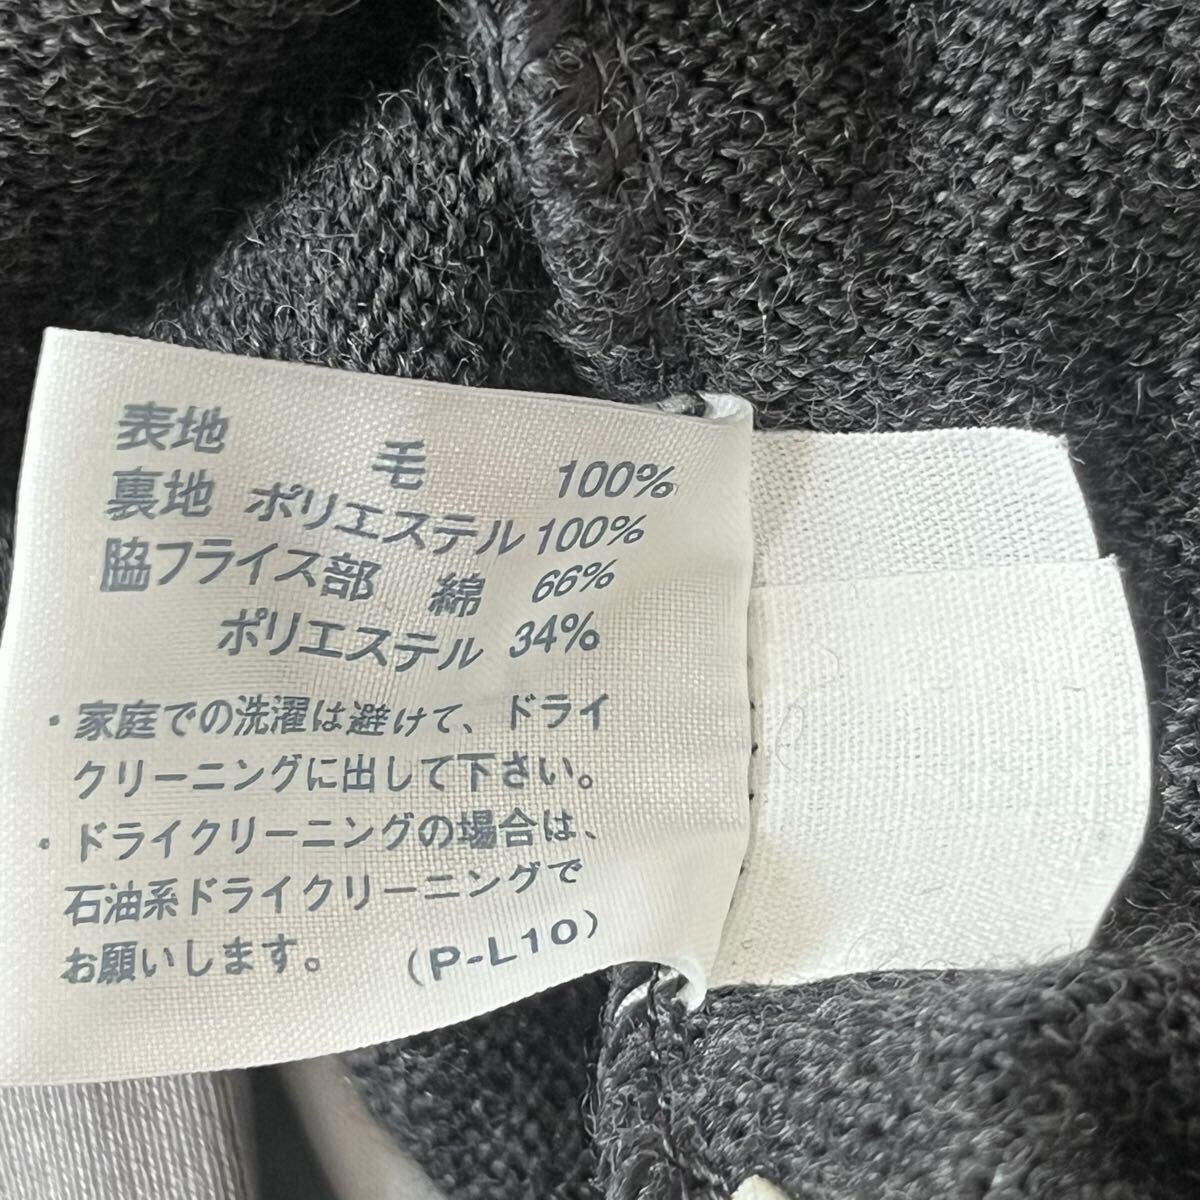 表地 毛 100%
裏地 ポリエステル 100%
脇フライス部 綿 66%
ポリエステル 34%
・家庭での洗濯は避けて、ドライ
クリーニングに出して下さい。
・ドライクリーニングの場合は、
石油系ドライクリーニングで
お願いします。 (P-L10)